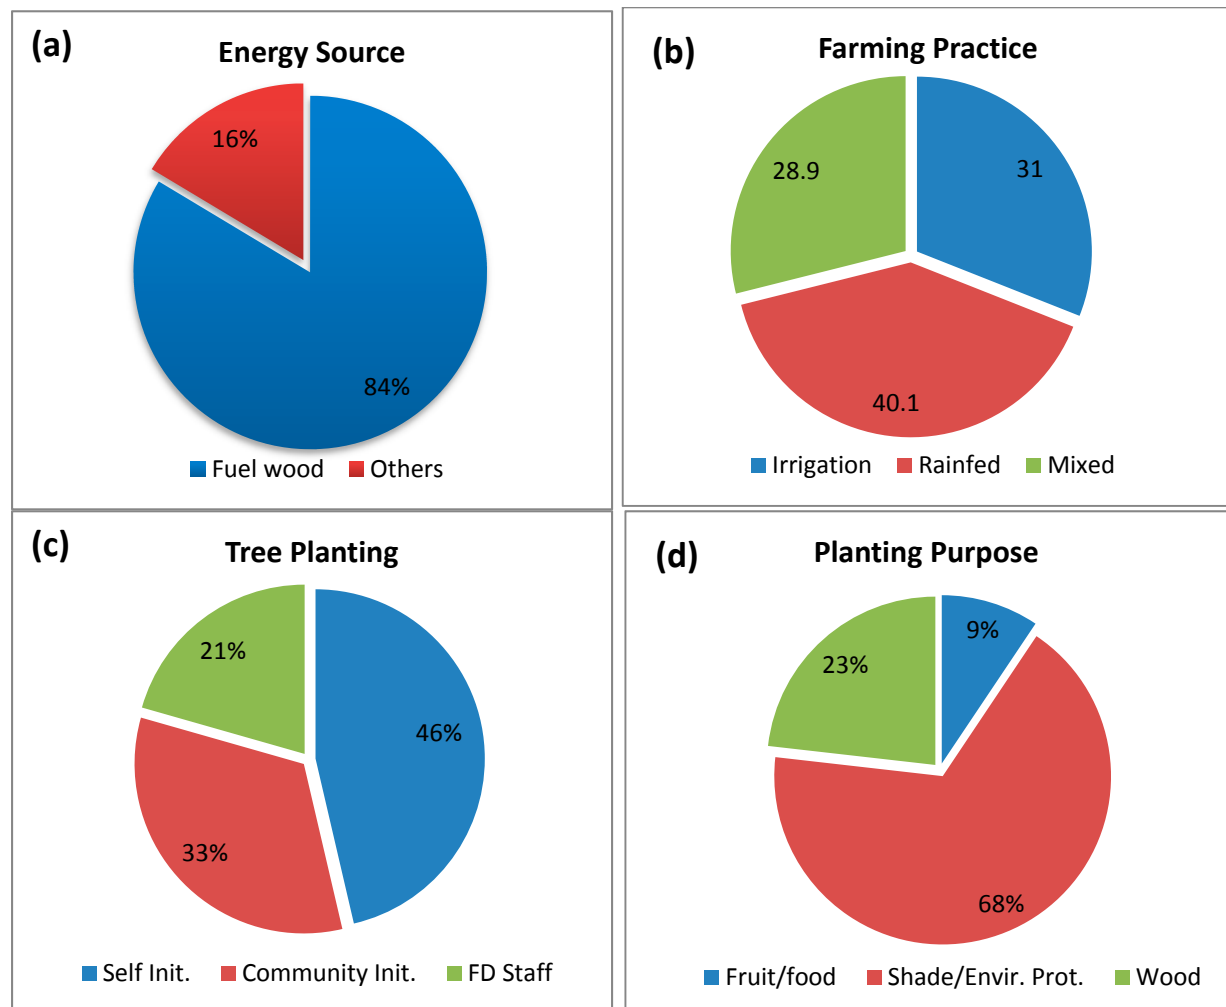 (a)
Energy Source
16%
84%
Fuel wood Others
(b)
Farming Practice
28.9
31
40.1
Irrigation Rainfed Mixed
(c)
Tree Planting
21%
46%
33%
Self Init. Community Init. FD Staff
(d)
Planting Purpose
9%
23%
68%
Fruit/food Shade/Envir. Prot. Wood